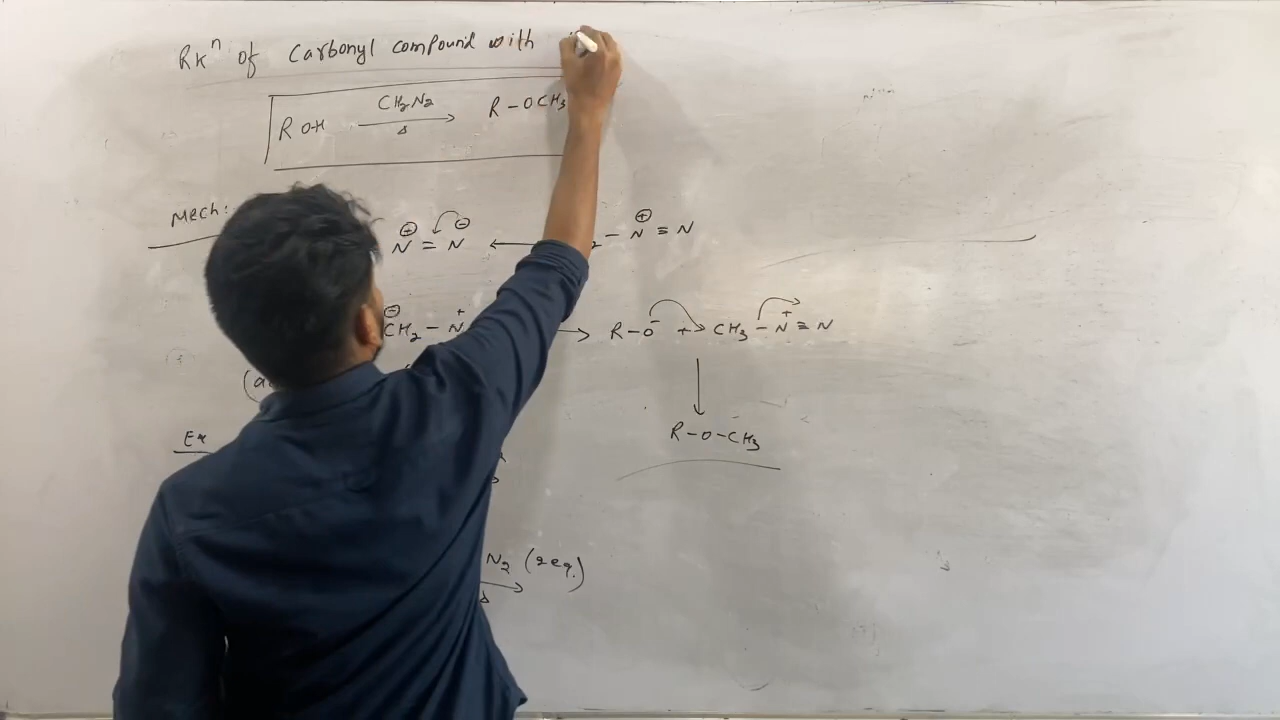 Rxⁿ of Carbonyl compound with
R OH CH₂N₂ Δ → R - OCH₃
Mech:
N⊕ = N⊖ ← - N⊕ ≡ N
⊖CH₂ - N⁺ → R-O⁻ + CH₃ - N⁺ ≡ N
↓
R-O-CH₃
Ex
N₂ (2eq.)
Δ →